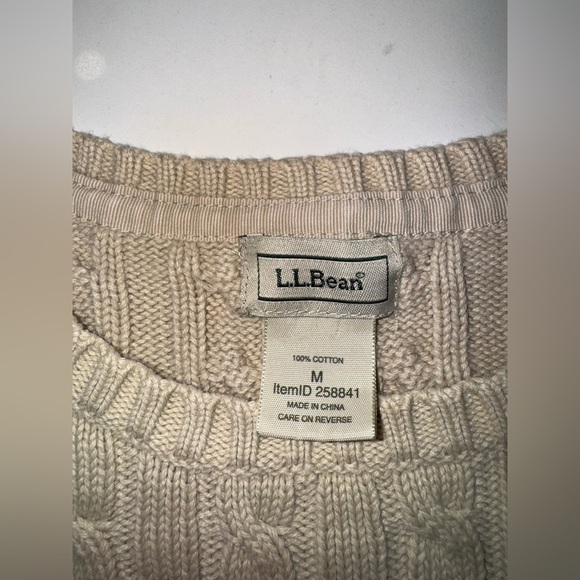 L.L.Bean®
100% COTTON
M
ItemID 258841
MADE IN CHINA
CARE ON REVERSE